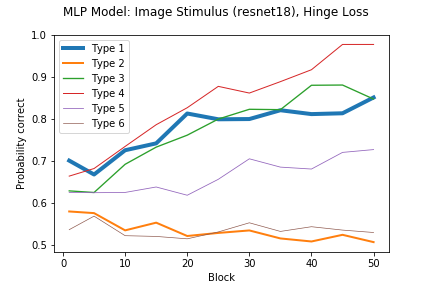 MLP Model: Image Stimulus (resnet18), Hinge Loss
1.0
0.9
0.8
0.7
0.6
0.5
Probability correct
Type 1
Type 2
Type 3
Type 4
Type 5
Type 6
0
10
20
30
40
50
Block